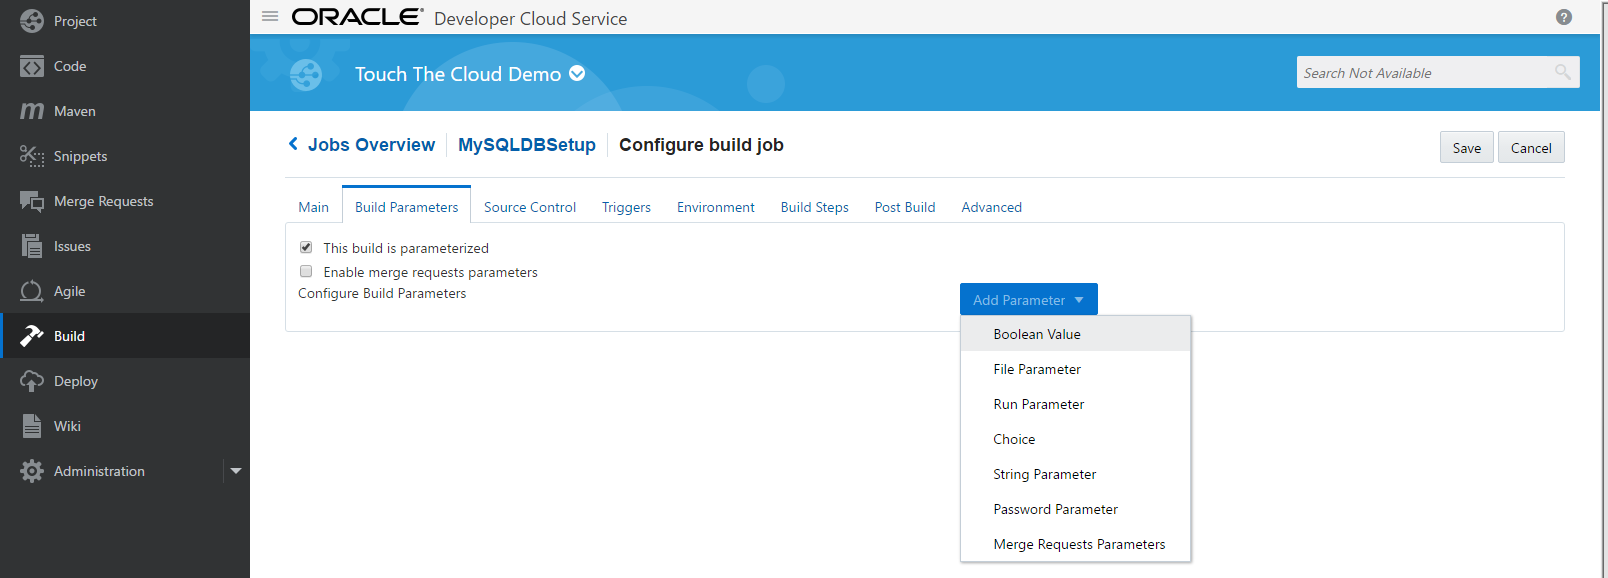 Project
Code
Maven
Snippets
Merge Requests
Issues
Agile
Build
Deploy
Wiki
Administration
ORACLE® Developer Cloud Service
?
Touch The Cloud Demo
Search Not Available
Jobs Overview MySQLDBSetup Configure build job
Save Cancel
Main Build Parameters Source Control Triggers Environment Build Steps Post Build Advanced
This build is parameterized
Enable merge requests parameters
Configure Build Parameters
Add Parameter
Boolean Value
File Parameter
Run Parameter
Choice
String Parameter
Password Parameter
Merge Requests Parameters